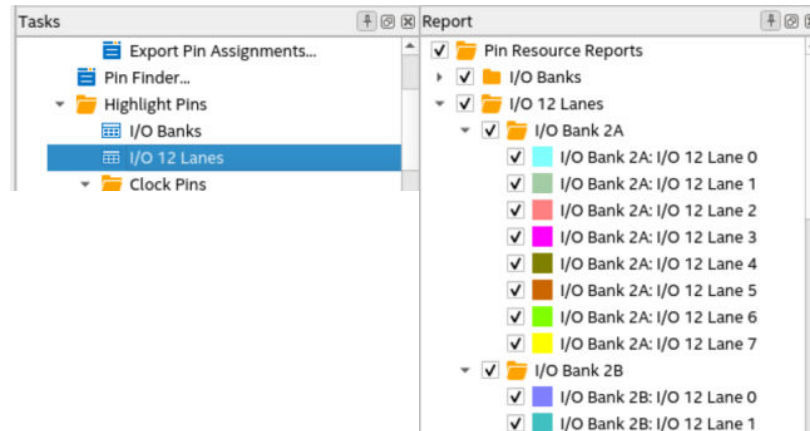 Tasks
Export Pin Assignments...
Pin Finder...
Highlight Pins
I/O Banks
I/O 12 Lanes
Clock Pins
Report
Pin Resource Reports
I/O Banks
I/O 12 Lanes
I/O Bank 2A
I/O Bank 2A: I/O 12 Lane 0
I/O Bank 2A: I/O 12 Lane 1
I/O Bank 2A: I/O 12 Lane 2
I/O Bank 2A: I/O 12 Lane 3
I/O Bank 2A: I/O 12 Lane 4
I/O Bank 2A: I/O 12 Lane 5
I/O Bank 2A: I/O 12 Lane 6
I/O Bank 2A: I/O 12 Lane 7
I/O Bank 2B
I/O Bank 2B: I/O 12 Lane 0
I/O Bank 2B: I/O 12 Lane 1